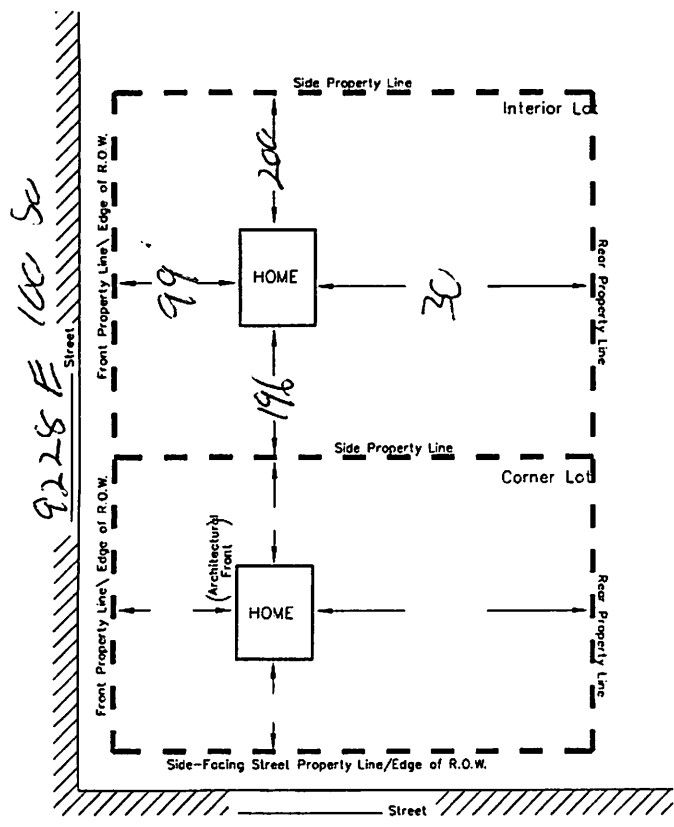 Side Property Line
Interior Lot
Front Property Line\ Edge of R.O.W.
9228 E 100 So
Street
200
99
HOME
30
Rear Property Line
196
Side Property Line
Corner Lot
Front Property Line\ Edge of R.O.W.
(Architectural
Front)
HOME
Rear Property Line
Side-Facing Street Property Line/Edge of R.O.W.
Street